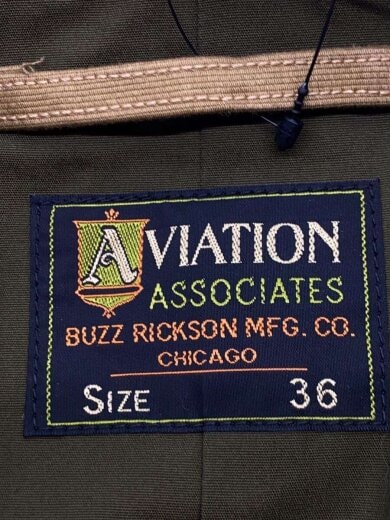 AVIATION
ASSOCIATES
BUZZ RICKSON MFG. CO.
CHICAGO
SIZE 36